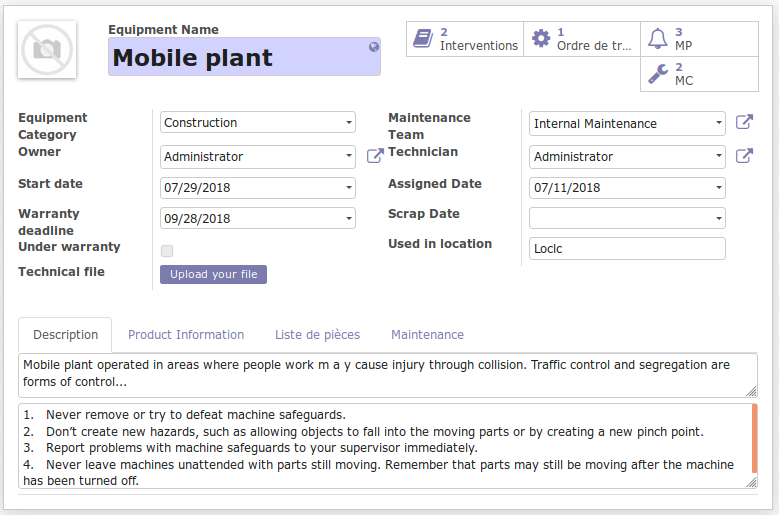 Equipment Name
Mobile plant
2
Interventions
1
Ordre de tr...
3
MP
2
MC
Equipment
Category
Construction
Owner
Administrator
Start date
07/29/2018
Warranty
deadline
09/28/2018
Under warranty
Technical file
Upload your file
Maintenance
Team
Internal Maintenance
Technician
Administrator
Assigned Date
07/11/2018
Scrap Date
Used in location
Loclc
Description
Product Information
Liste de pièces
Maintenance
Mobile plant operated in areas where people work m a y cause injury through collision. Traffic control and segregation are
forms of control...
1. Never remove or try to defeat machine safeguards.
2. Don’t create new hazards, such as allowing objects to fall into the moving parts or by creating a new pinch point.
3. Report problems with machine safeguards to your supervisor immediately.
4. Never leave machines unattended with parts still moving. Remember that parts may still be moving after the machine
has been turned off.